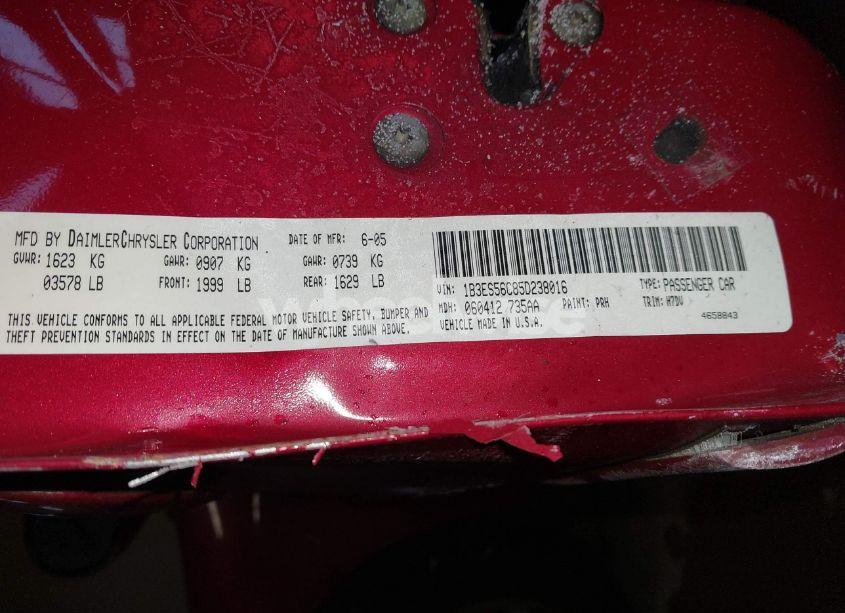 MFD BY DAIMLERCHRYSLER CORPORATION DATE OF MFR: 6-05
GVWR: 1623 KG GAWR: 0907 KG GAWR: 0739 KG
03578 LB FRONT: 1999 LB REAR: 1629 LB
THIS VEHICLE CONFORMS TO ALL APPLICABLE FEDERAL MOTOR VEHICLE SAFETY, BUMPER AND
THEFT PREVENTION STANDARDS IN EFFECT ON THE DATE OF MANUFACTURE SHOWN ABOVE.
VIN: 1B3ES56C85D238016 TYPE: PASSENGER CAR
MDH: 060412 735AA PAINT: PRH TRIM: H7DV
VEHICLE MADE IN U.S.A.
4658843